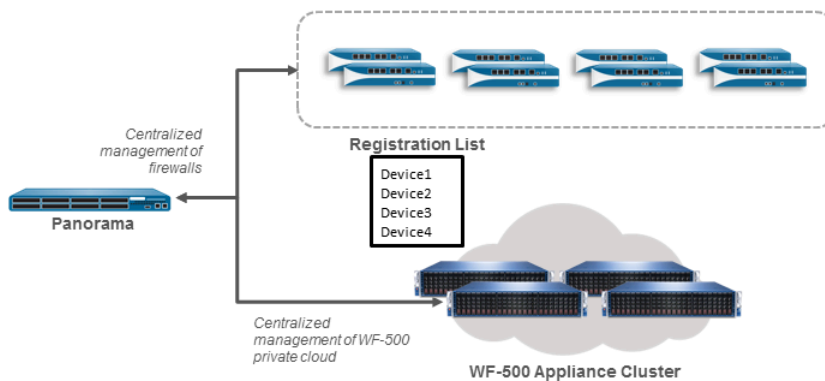 Centralized
management of
firewalls
Panorama
Registration List
Device1
Device2
Device3
Device4
Centralized
management of WF-500
private cloud
WF-500 Appliance Cluster